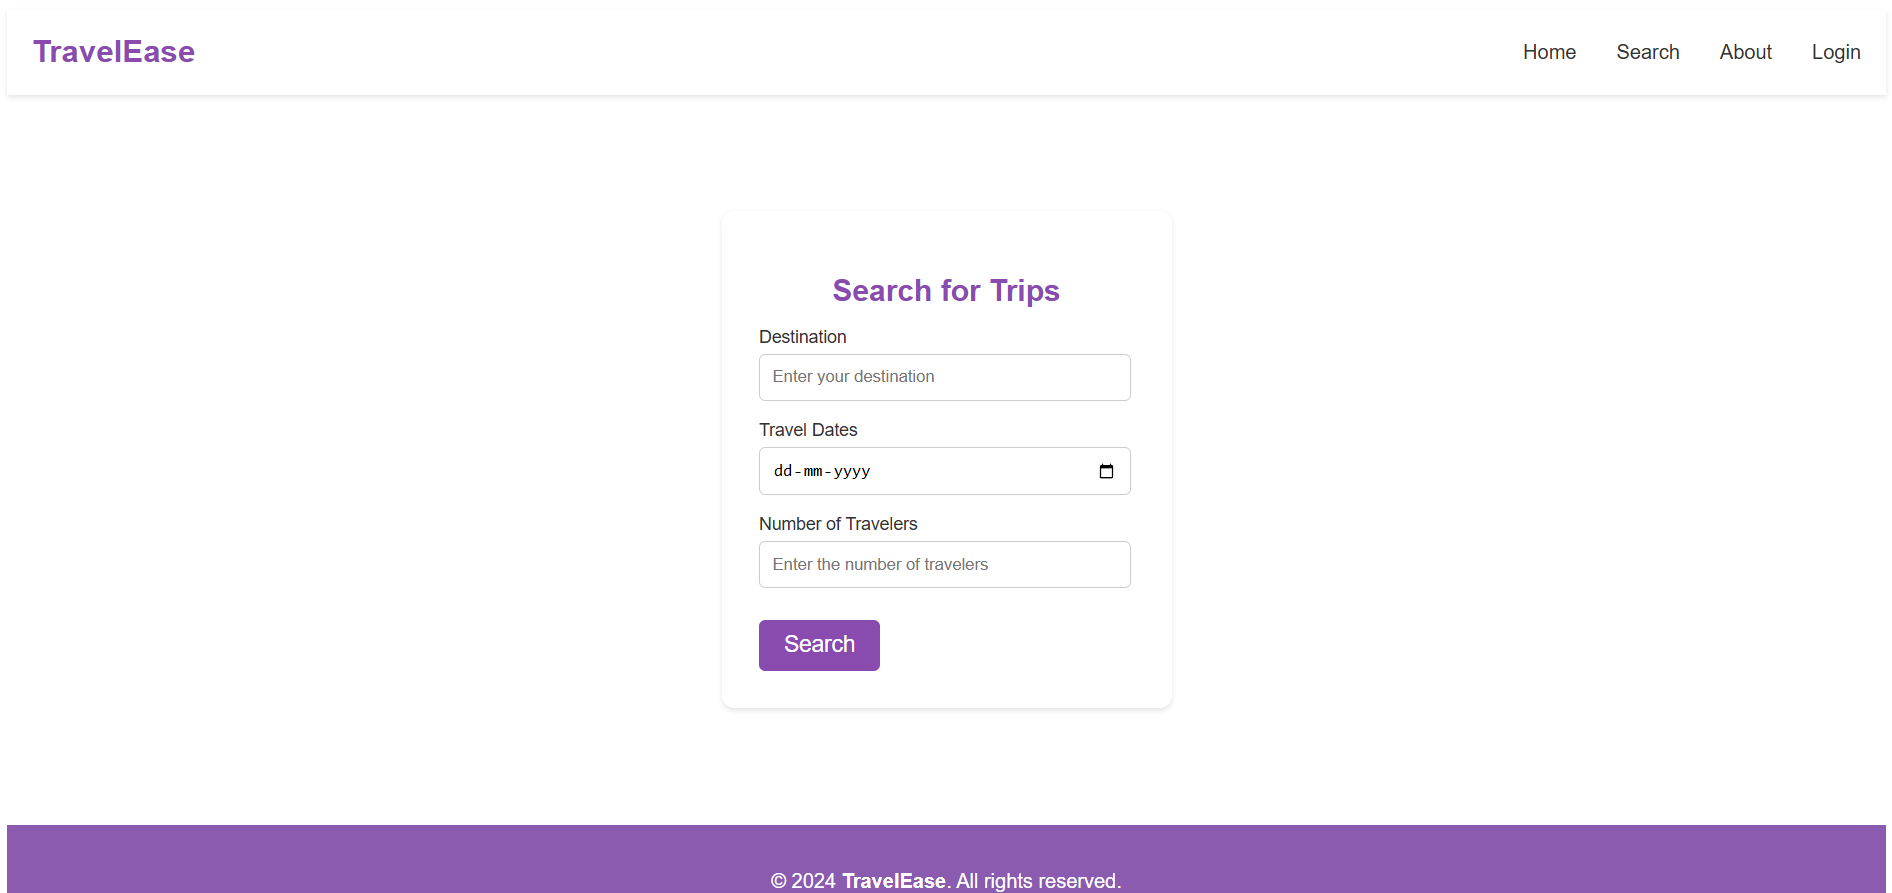 TravelEase
Home Search About Login
Search for Trips
Destination
Enter your destination
Travel Dates
dd-mm-yyyy
Number of Travelers
Enter the number of travelers
Search
© 2024 TravelEase. All rights reserved.